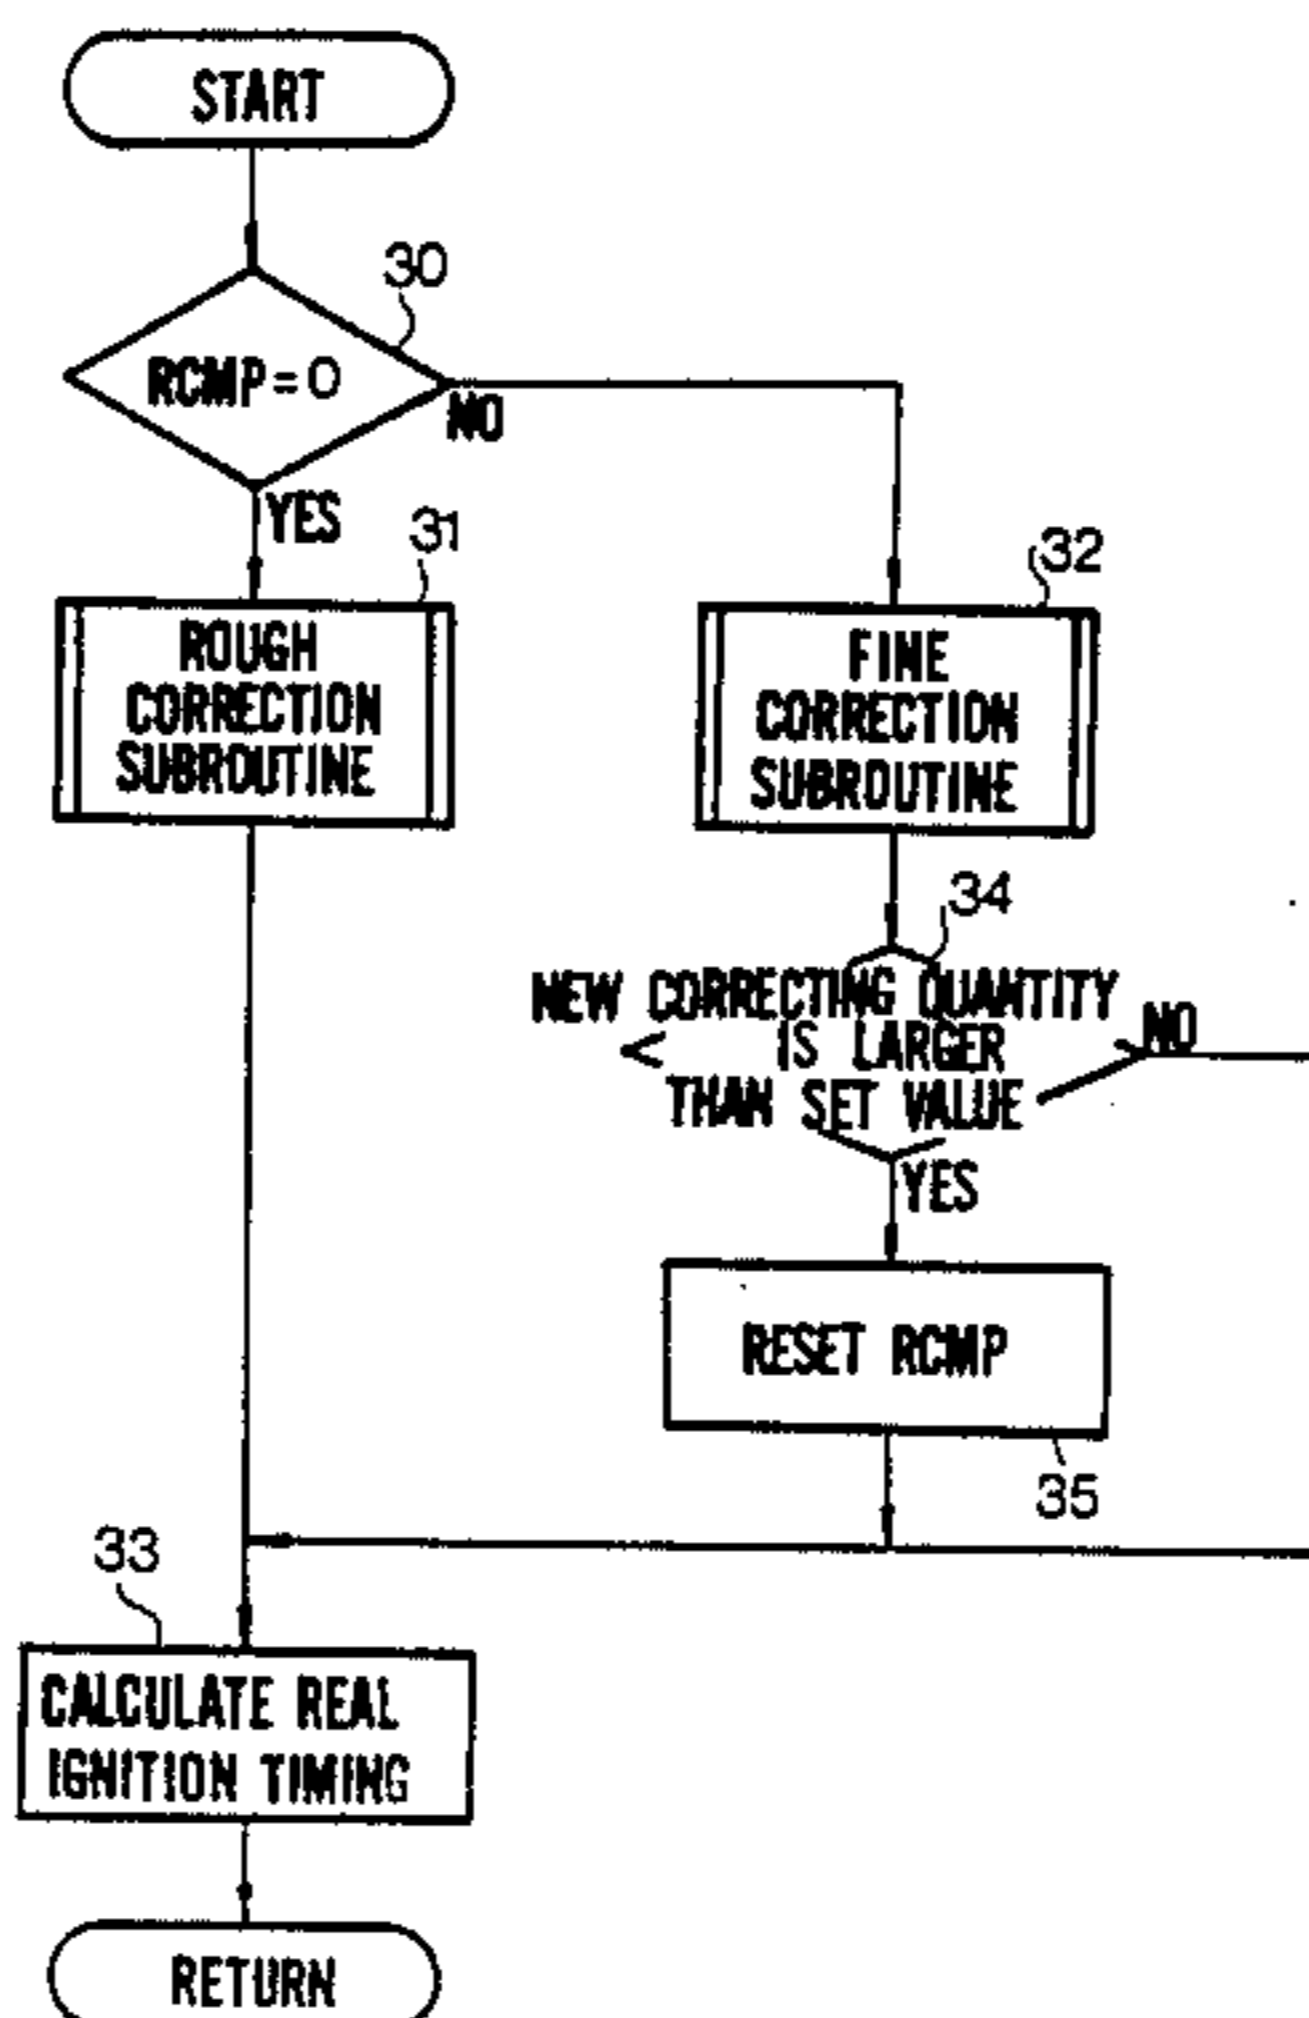 START
30
RCMP=0
NO
YES
31
32
ROUGH
CORRECTION
SUBROUTINE
FINE
CORRECTION
SUBROUTINE
34
NEW CORRECTING QUANTITY
IS LARGER
THAN SET VALUE
NO
YES
RESET RCMP
35
33
CALCULATE REAL
IGNITION TIMING
RETURN